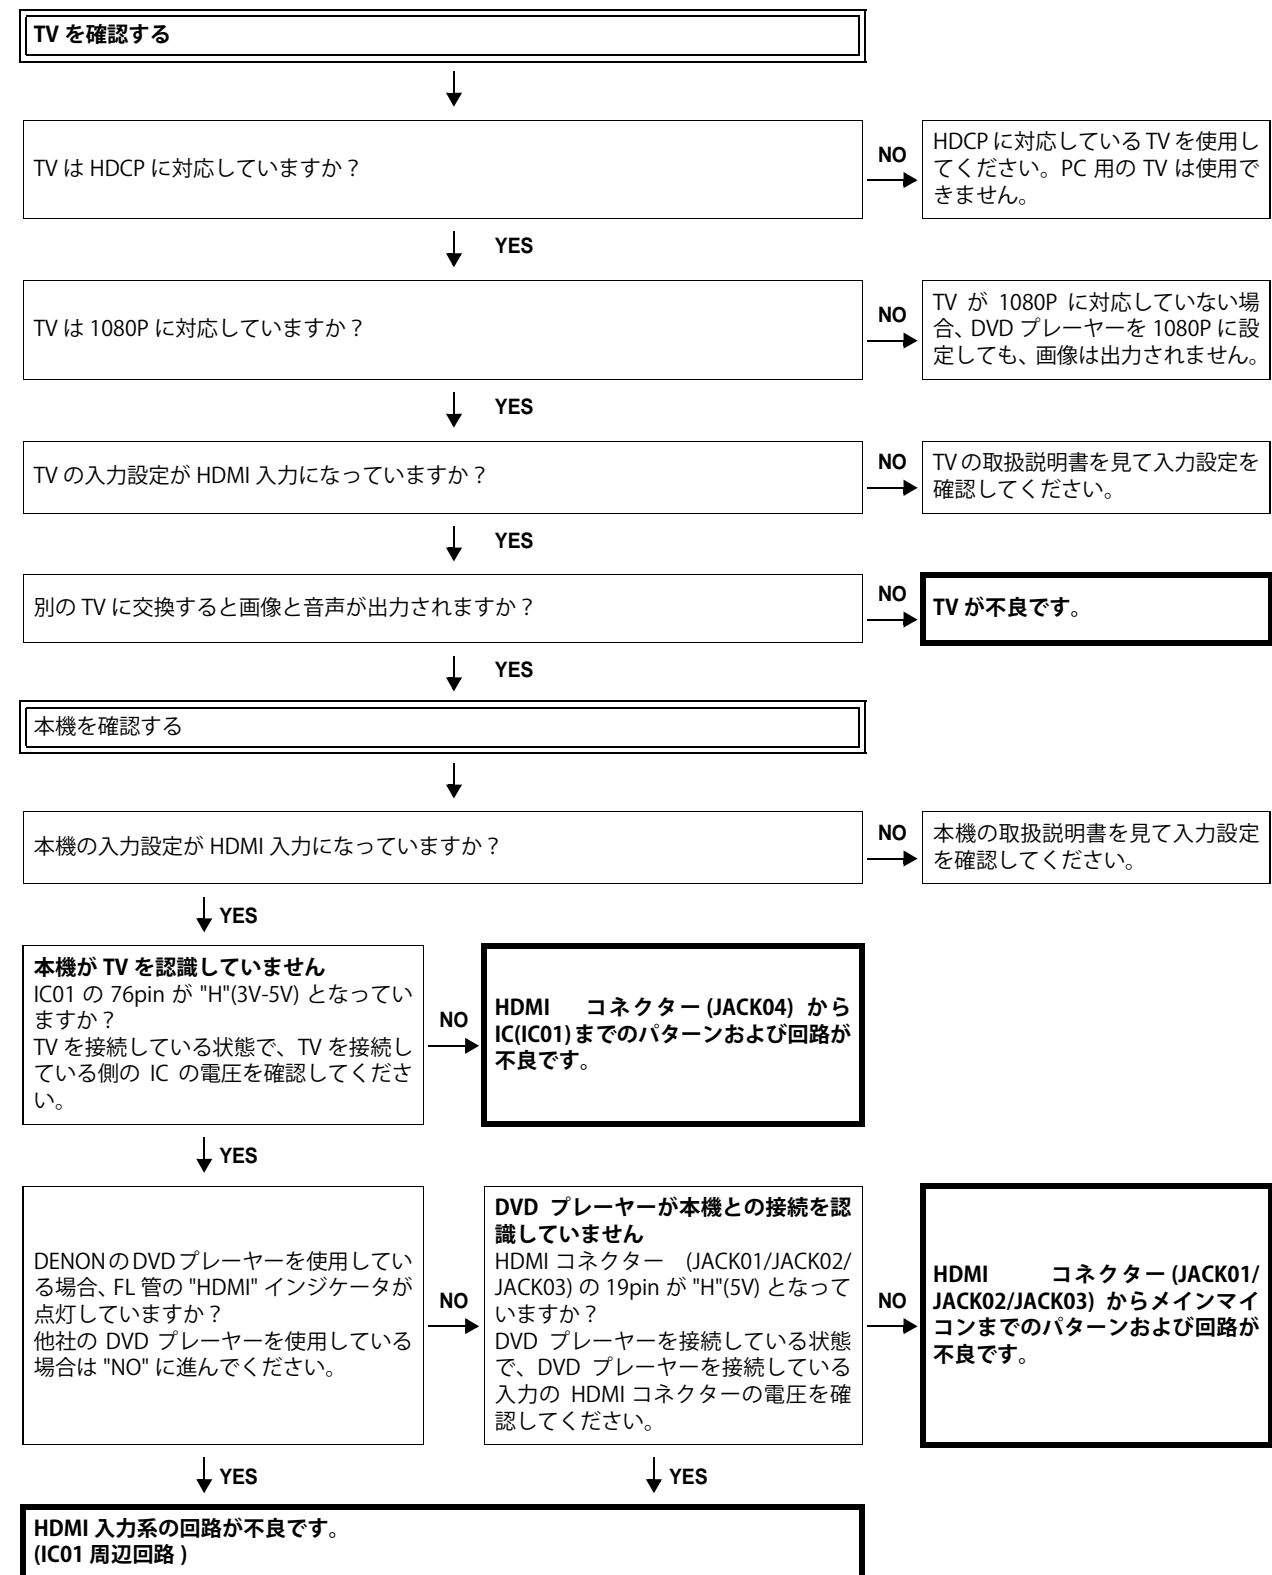 TV を確認する
TV は HDCP に対応していますか？
NO
HDCP に対応している TV を使用し
てください。PC 用の TV は使用で
きません。
YES
TV は 1080P に対応していますか？
NO
TV が 1080P に対応していない場
合、DVD プレーヤーを 1080P に設
定しても、画像は出力されません。
YES
TV の入力設定が HDMI 入力になっていますか？
NO
TV の取扱説明書を見て入力設定を
確認してください。
YES
別の TV に交換すると画像と音声が出力されますか？
NO
TV が不良です。
YES
本機を確認する
本機の入力設定が HDMI 入力になっていますか？
NO
本機の取扱説明書を見て入力設定
を確認してください。
YES
本機が TV を認識していません
IC01 の 76pin が "H"(3V-5V) となってい
ますか？
TV を接続している状態で、TV を接続し
ている側の IC の電圧を確認してくださ
い。
NO
HDMI コネクター (JACK04) から
IC(IC01) までのパターンおよび回路が
不良です。
YES
DENON の DVD プレーヤーを使用してい
る場合、FL 管の "HDMI" インジケータが
点灯していますか？
他社の DVD プレーヤーを使用している
場合は "NO" に進んでください。
NO
DVD プレーヤーが本機との接続を認
識していません
HDMI コネクター (JACK01/JACK02/
JACK03) の 19pin が "H"(5V) となって
いますか？
DVD プレーヤーを接続している状態
で、DVD プレーヤーを接続している
入力の HDMI コネクターの電圧を確
認してください。
NO
HDMI コネクター (JACK01/
JACK02/JACK03) からメインマイ
コンまでのパターンおよび回路が
不良です。
YES
YES
HDMI 入力系の回路が不良です。
(IC01 周辺回路 )